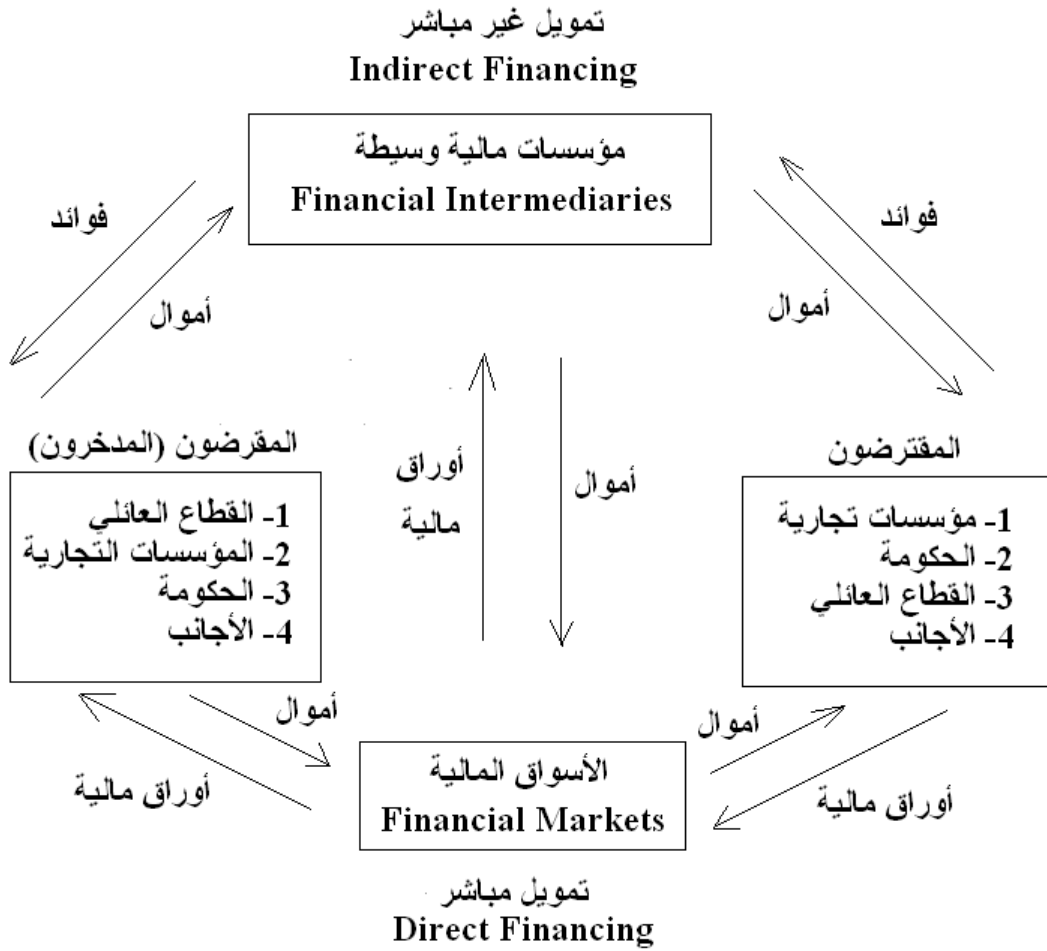 تمويل غير مباشر
Indirect Financing
مؤسسات مالية وسيطة
Financial Intermediaries
فوائد
أموال
فوائد
أموال
المقرضون (المدخرون)
1- القطاع العائلي
2- المؤسسات التجارية
3- الحكومة
4- الأجانب
أوراق
مالية
أموال
المقترضون
1- مؤسسات تجارية
2- الحكومة
3- القطاع العائلي
4- الأجانب
أموال
أوراق مالية
أموال
أوراق مالية
الأسواق المالية
Financial Markets
تمويل مباشر
Direct Financing